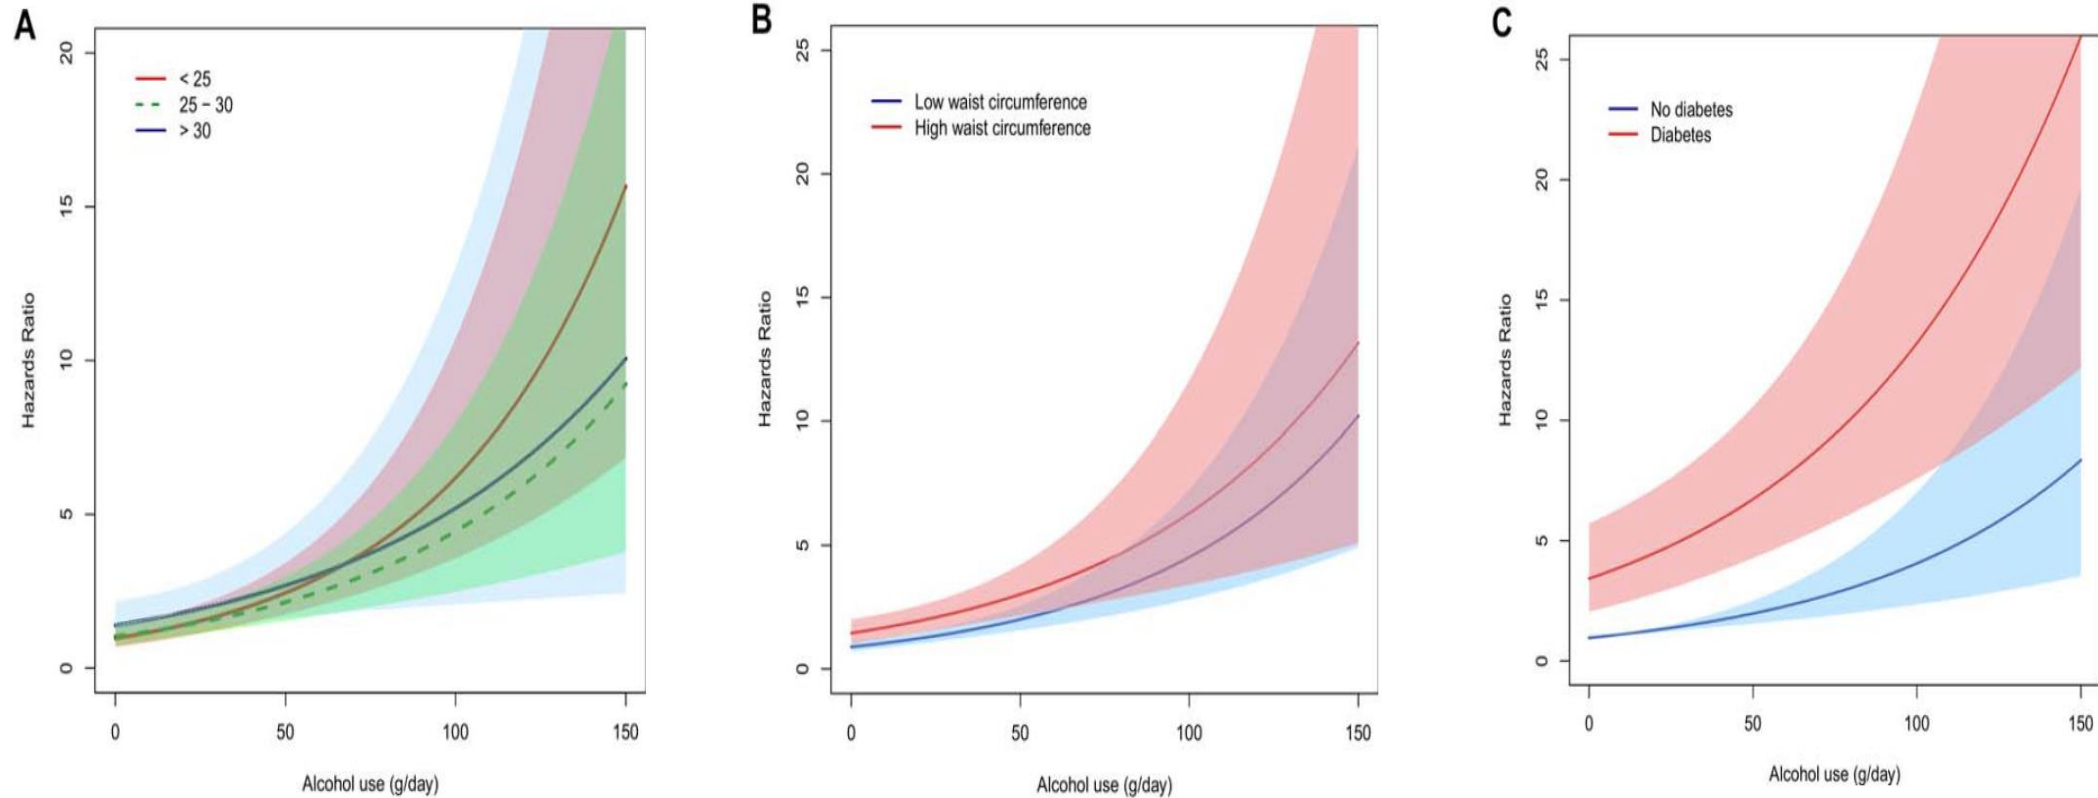 A
20
15
10
5
0
Hazards Ratio
< 25
25 − 30
> 30
0 50 100 150
Alcohol use (g/day)
B
25
20
15
10
5
0
Hazards Ratio
Low waist circumference
High waist circumference
0 50 100 150
Alcohol use (g/day)
C
25
20
15
10
5
0
Hazards Ratio
No diabetes
Diabetes
0 50 100 150
Alcohol use (g/day)